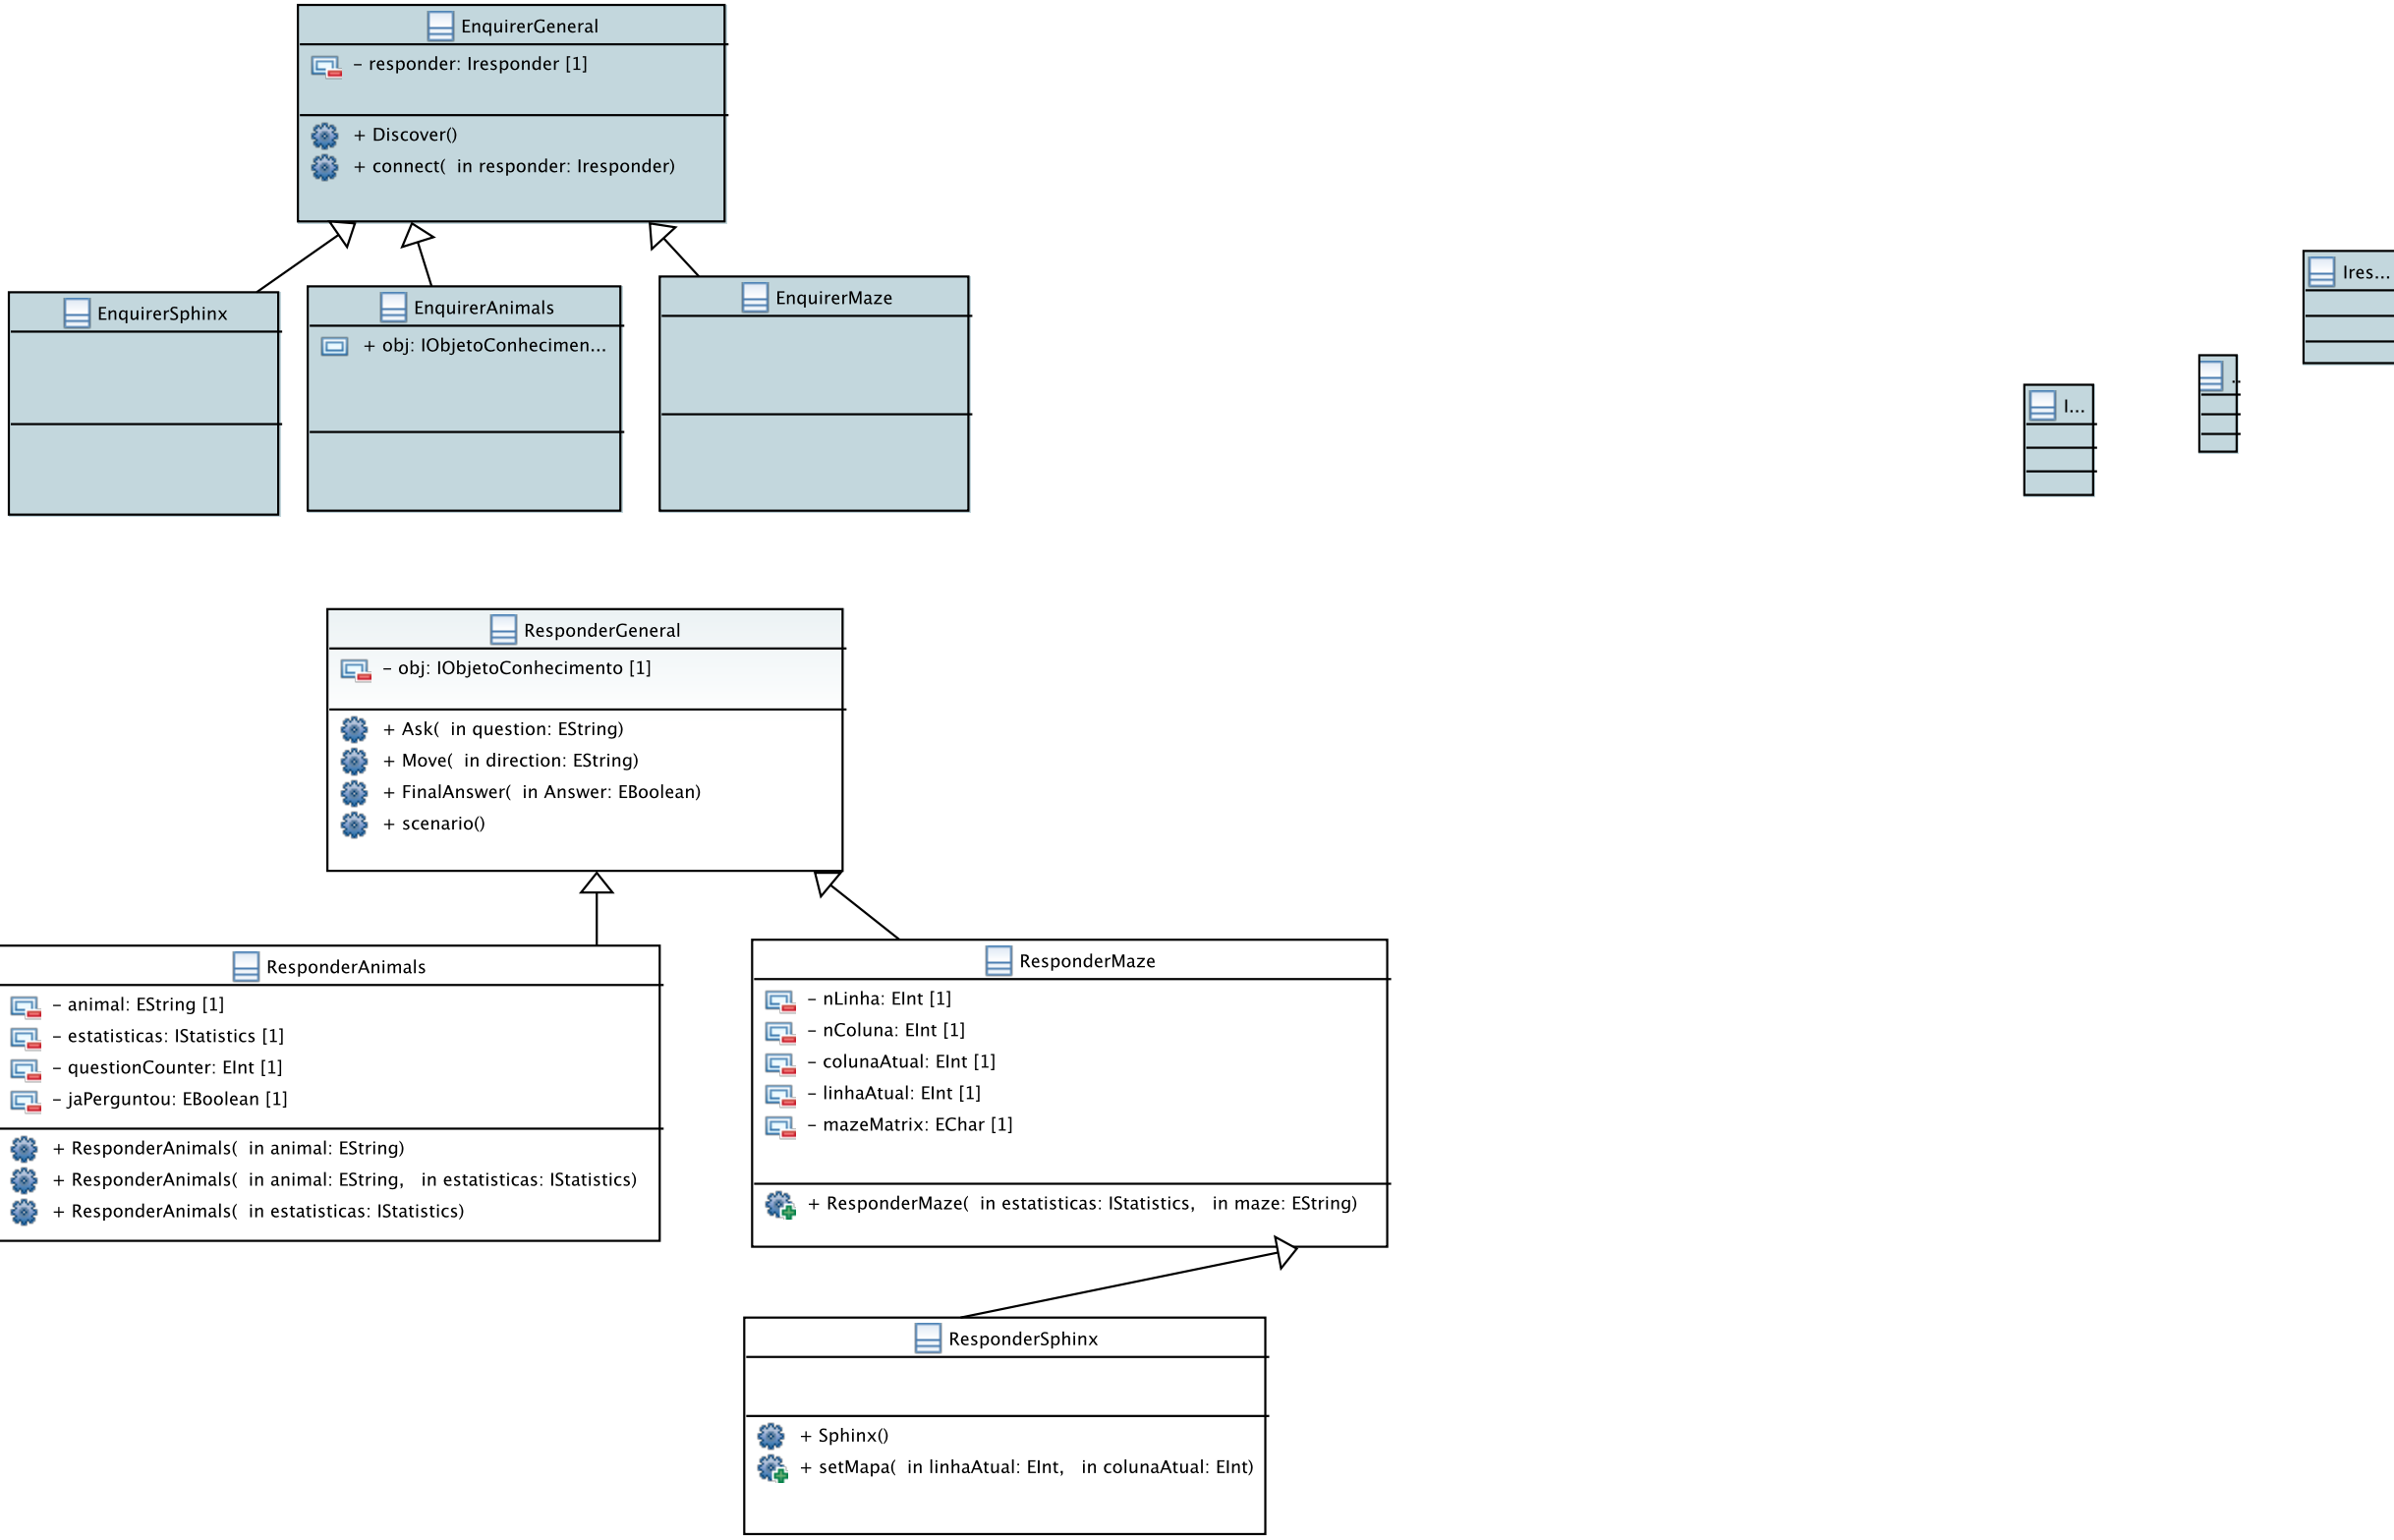 EnquirerGeneral
– responder: Iresponder [1]
+ Discover()
+ connect(  in responder: Iresponder)
EnquirerSphinx
EnquirerAnimals
+ obj: IObjetoConhecimen...
EnquirerMaze
Ires...
I...
..
ResponderGeneral
– obj: IObjetoConhecimento [1]
+ Ask(  in question: EString)
+ Move(  in direction: EString)
+ FinalAnswer(  in Answer: EBoolean)
+ scenario()
ResponderAnimals
– animal: EString [1]
– estatisticas: IStatistics [1]
– questionCounter: EInt [1]
– jaPerguntou: EBoolean [1]
+ ResponderAnimals(  in animal: EString)
+ ResponderAnimals(  in animal: EString,   in estatisticas: IStatistics)
+ ResponderAnimals(  in estatisticas: IStatistics)
ResponderMaze
– nLinha: EInt [1]
– nColuna: EInt [1]
– colunaAtual: EInt [1]
– linhaAtual: EInt [1]
– mazeMatrix: EChar [1]
+ ResponderMaze(  in estatisticas: IStatistics,   in maze: EString)
ResponderSphinx
+ Sphinx()
+ setMapa(  in linhaAtual: EInt,   in colunaAtual: EInt)